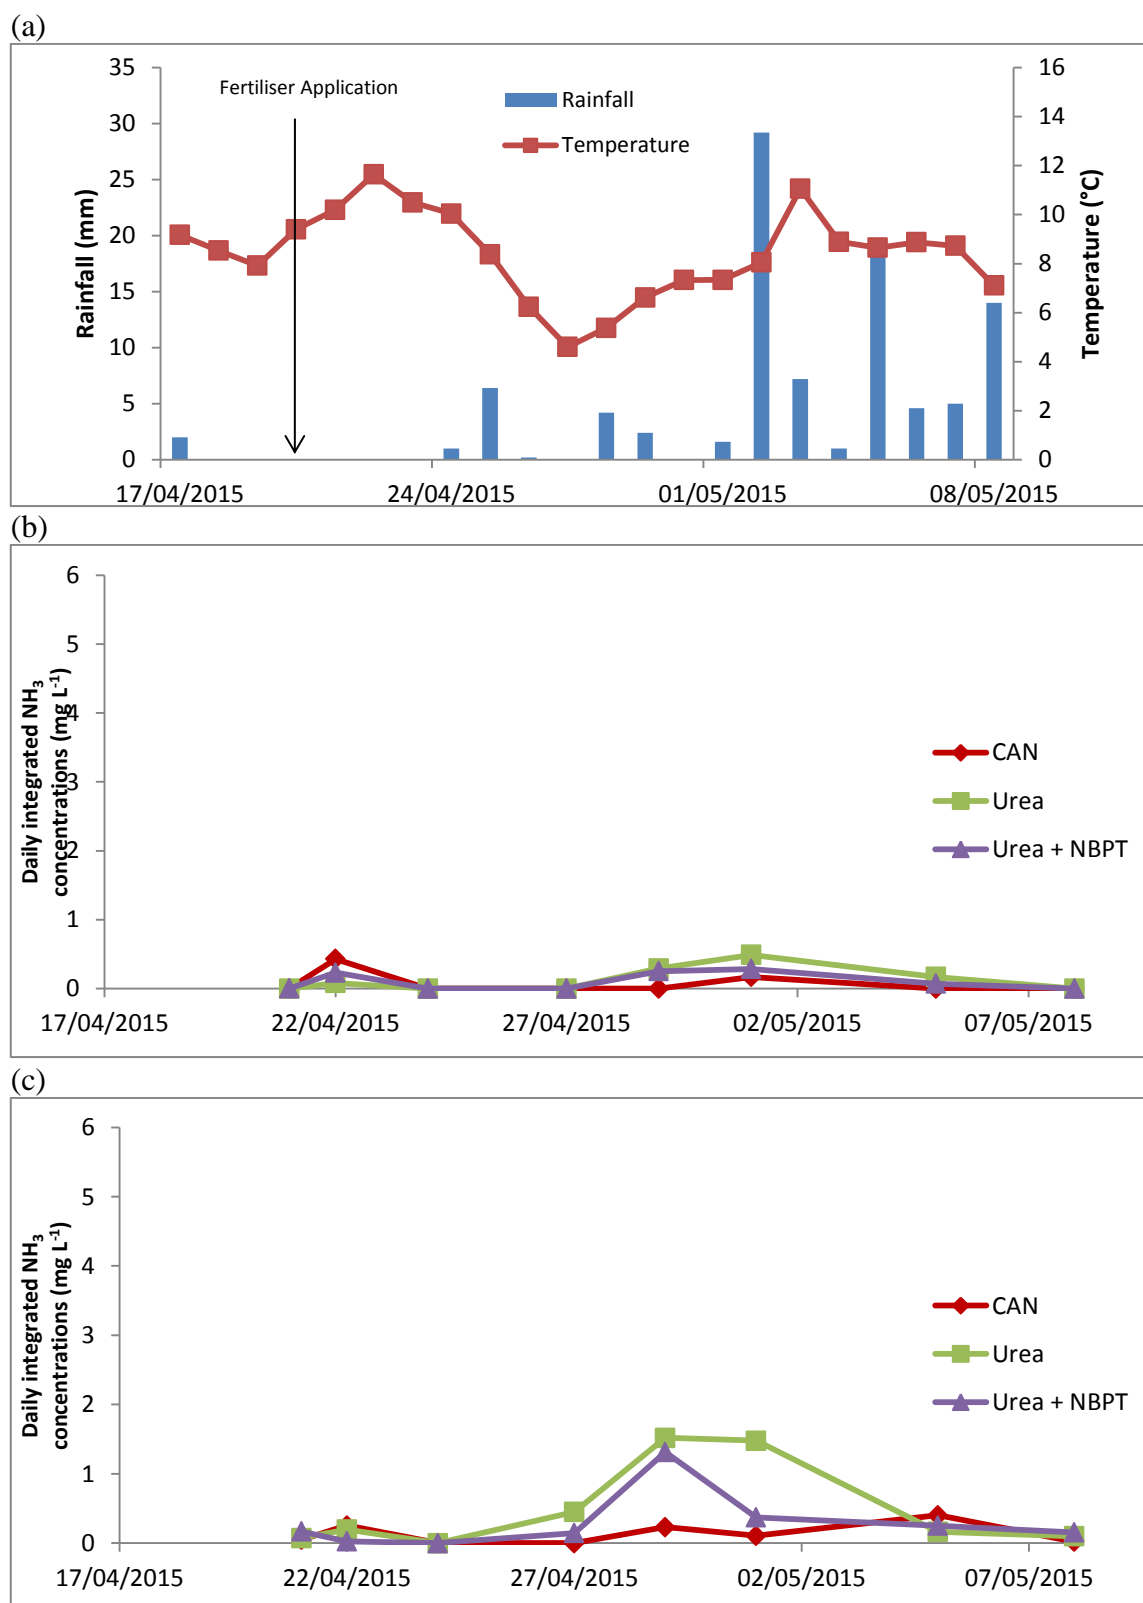 (a)
Fertiliser Application
Rainfall
Temperature
Rainfall (mm)
35
30
25
20
15
10
5
0
Temperature (°C)
16
14
12
10
8
6
4
2
0
17/04/2015 24/04/2015 01/05/2015 08/05/2015
(b)
Daily integrated NH₃
concentrations (mg L⁻¹)
6
5
4
3
2
1
0
CAN
Urea
Urea + NBPT
17/04/2015 22/04/2015 27/04/2015 02/05/2015 07/05/2015
(c)
Daily integrated NH₃
concentrations (mg L⁻¹)
6
5
4
3
2
1
0
CAN
Urea
Urea + NBPT
17/04/2015 22/04/2015 27/04/2015 02/05/2015 07/05/2015